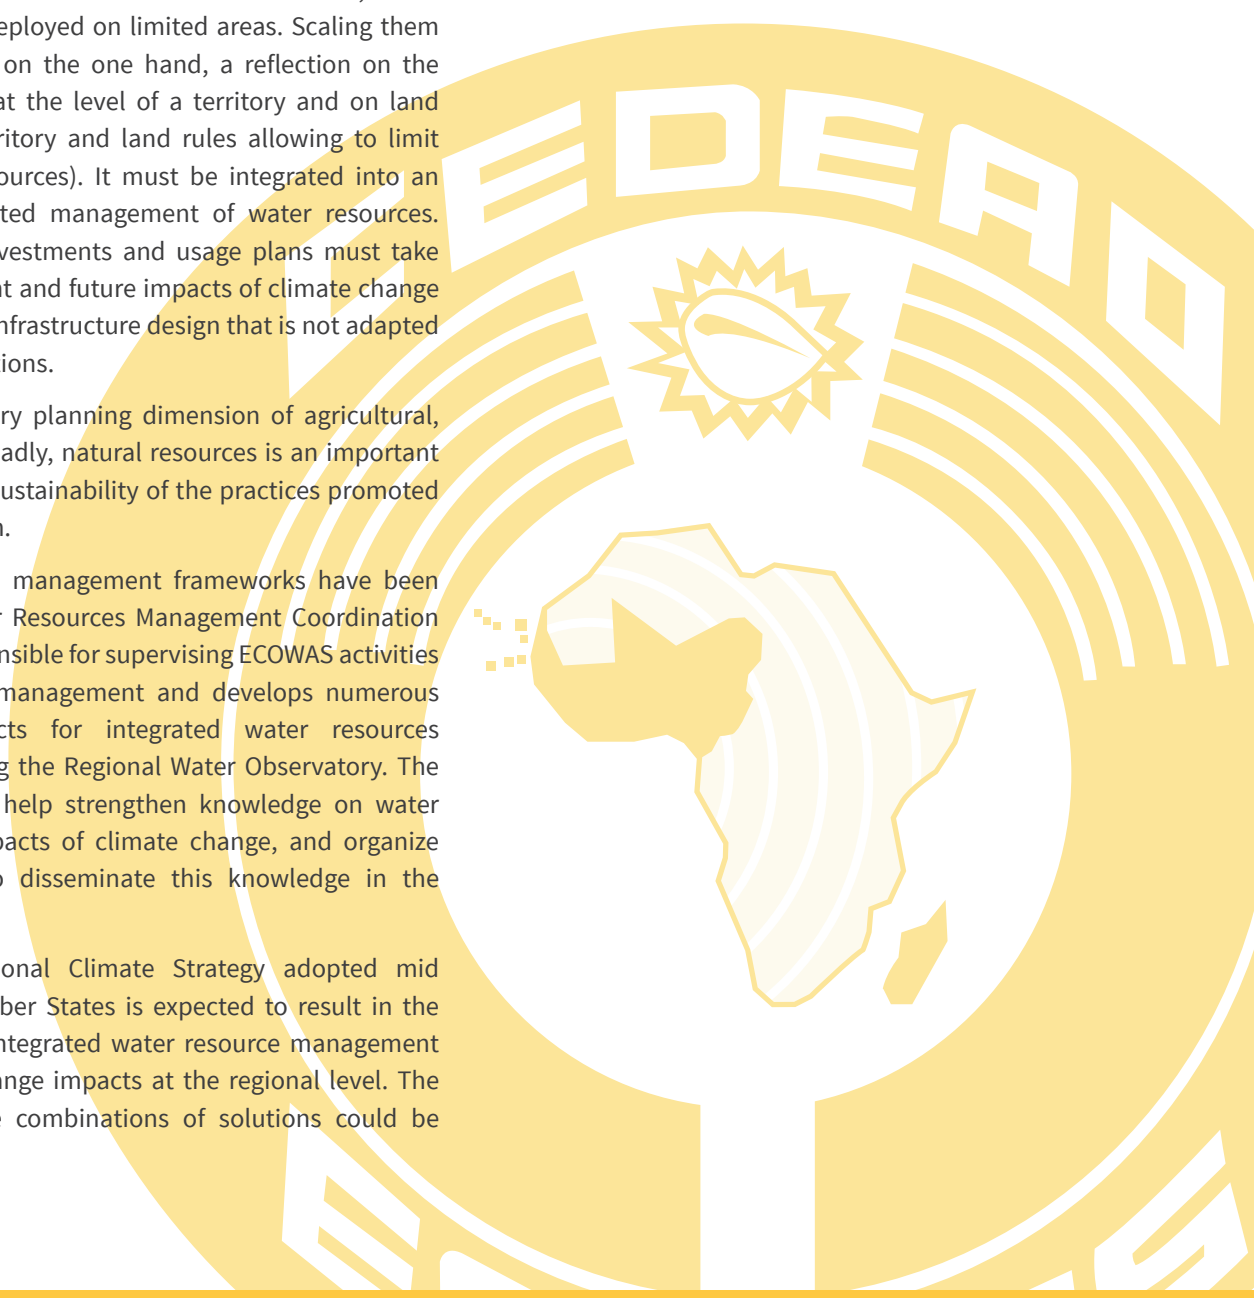 eployed on limited areas. Scaling them
on the one hand, a reflection on the
at the level of a territory and on land
ritory and land rules allowing to limit
ources). It must be integrated into an
ted management of water resources.
vestments and usage plans must take
t and future impacts of climate change
nfrastructure design that is not adapted
tions.
ry planning dimension of agricultural,
adly, natural resources is an important
ustainability of the practices promoted
n.
management frameworks have been
r Resources Management Coordination
nsible for supervising ECOWAS activities
management and develops numerous
cts for integrated water resources
g the Regional Water Observatory. The
help strengthen knowledge on water
pacts of climate change, and organize
o disseminate this knowledge in the
onal Climate Strategy adopted mid
ber States is expected to result in the
ntegrated water resource management
ange impacts at the regional level. The
e combinations of solutions could be
CEDEAO